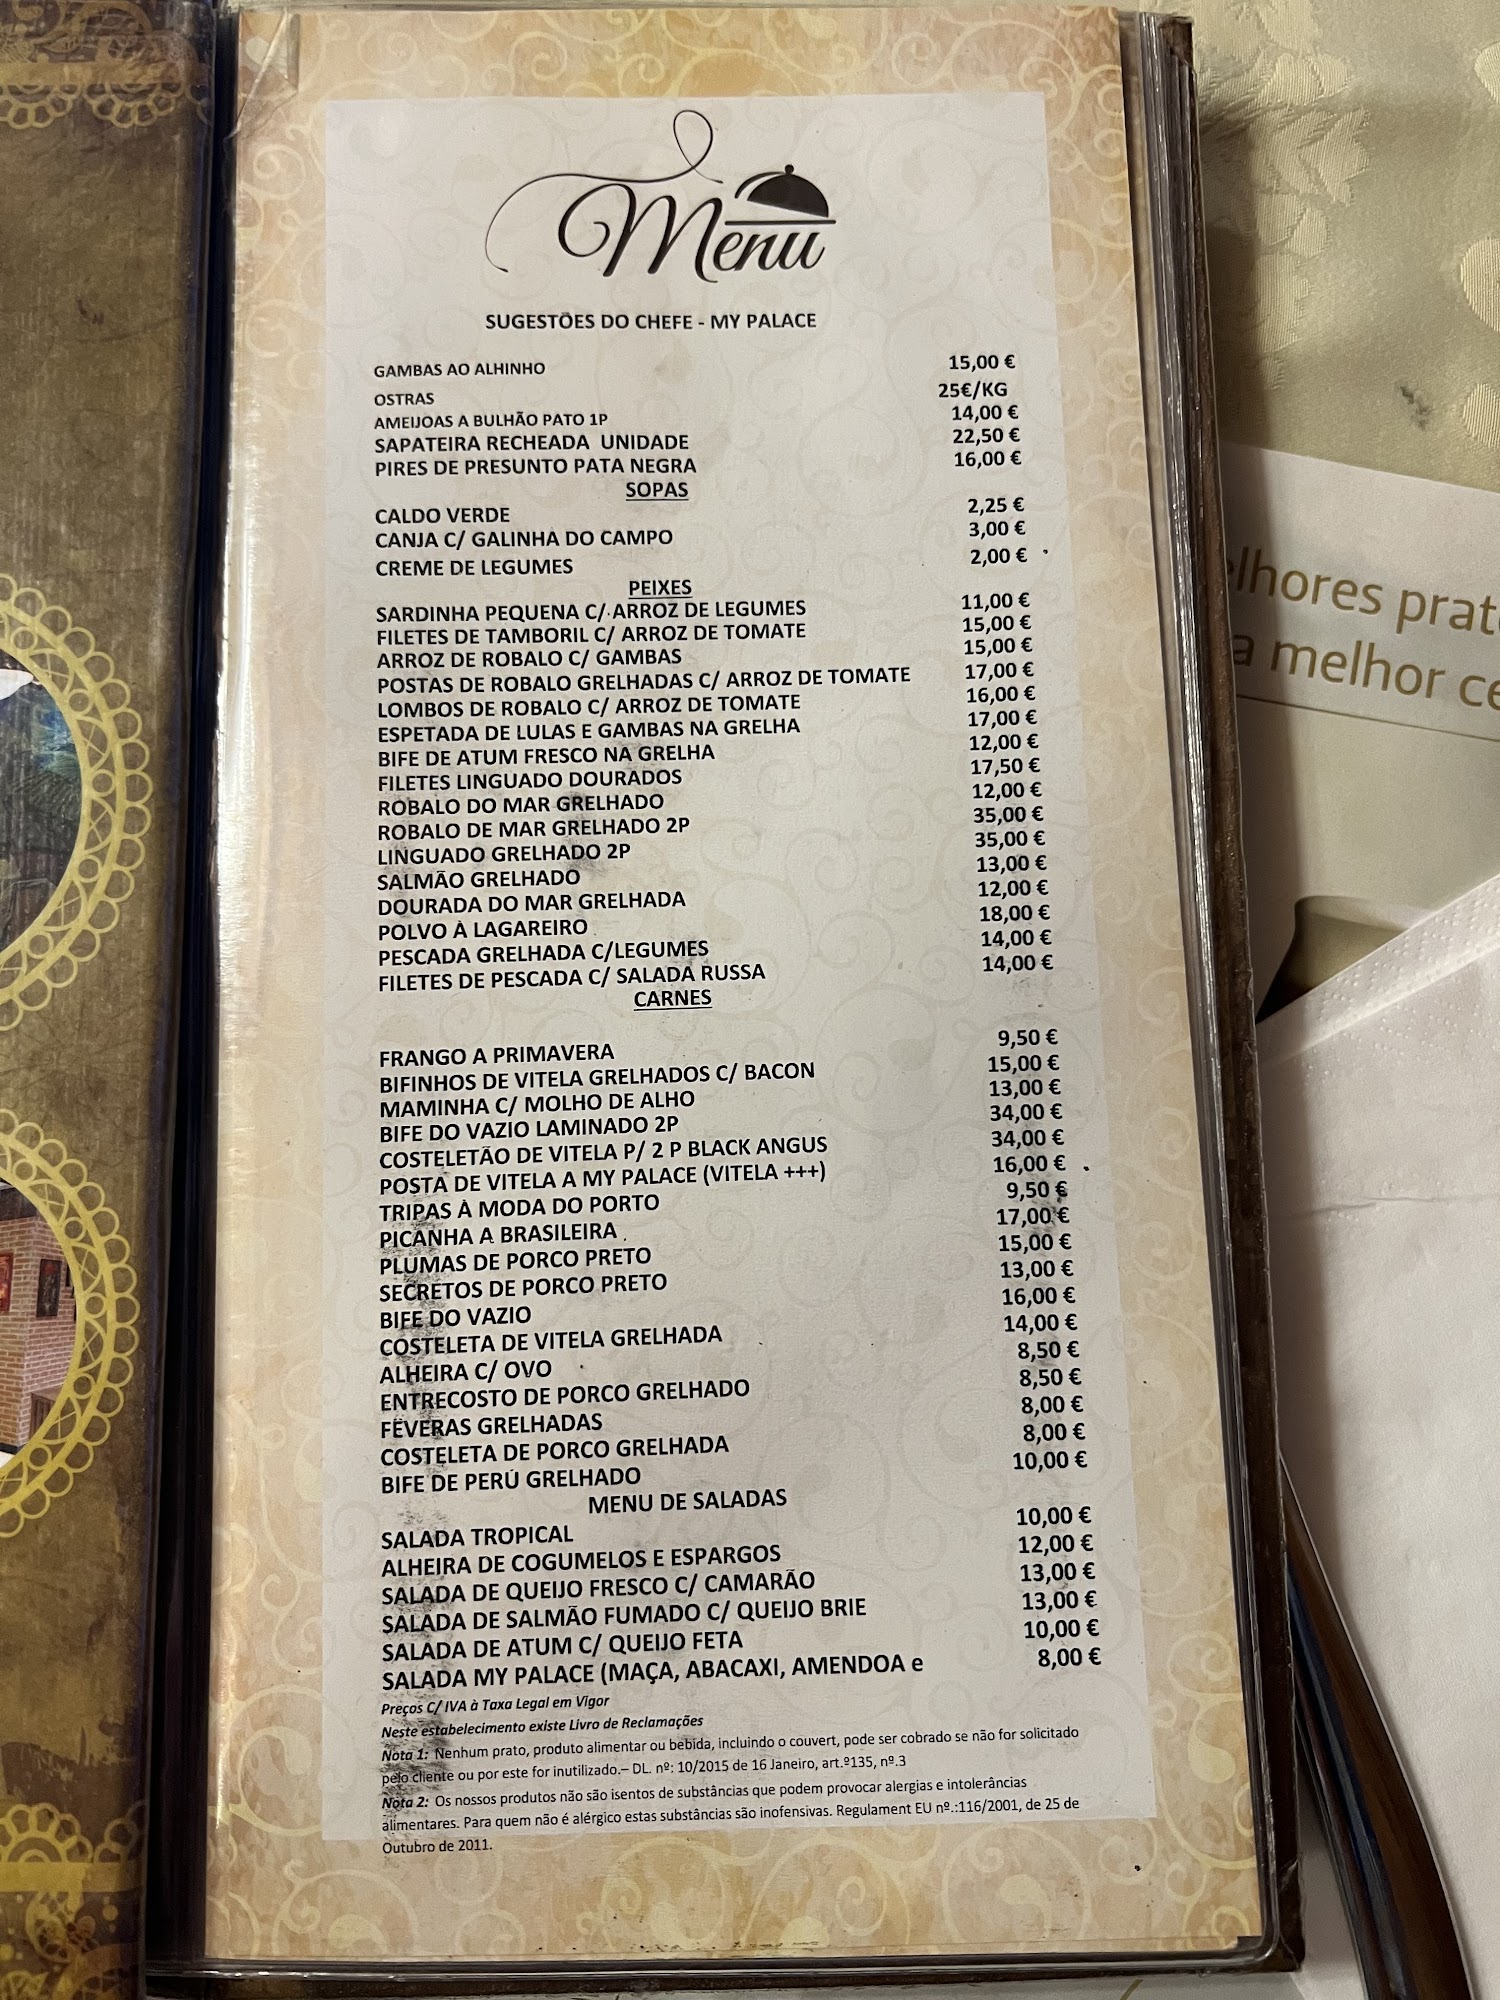 Menu
SUGESTÕES DO CHEFE - MY PALACE
GAMBAS AO ALHINHO 15,00 €
OSTRAS 25€/KG
AMEIJOAS A BULHÃO PATO 1P 14,00 €
SAPATEIRA RECHEADA UNIDADE 22,50 €
PIRES DE PRESUNTO PATA NEGRA 16,00 €
SOPAS
CALDO VERDE 2,25 €
CANJA C/ GALINHA DO CAMPO 3,00 €
CREME DE LEGUMES 2,00 €
PEIXES
SARDINHA PEQUENA C/ ARROZ DE LEGUMES 11,00 €
FILETES DE TAMBORIL C/ ARROZ DE TOMATE 15,00 €
ARROZ DE ROBALO C/ GAMBAS 15,00 €
POSTAS DE ROBALO GRELHADAS C/ ARROZ DE TOMATE 17,00 €
LOMBOS DE ROBALO C/ ARROZ DE TOMATE 16,00 €
ESPETADA DE LULAS E GAMBAS NA GRELHA 17,00 €
BIFE DE ATUM FRESCO NA GRELHA 12,00 €
FILETES LINGUADO DOURADOS 17,50 €
ROBALO DO MAR GRELHADO 12,00 €
ROBALO DE MAR GRELHADO 2P 35,00 €
LINGUADO GRELHADO 2P 35,00 €
SALMÃO GRELHADO 13,00 €
DOURADA DO MAR GRELHADA 12,00 €
POLVO À LAGAREIRO 18,00 €
PESCADA GRELHADA C/LEGUMES 14,00 €
FILETES DE PESCADA C/ SALADA RUSSA 14,00 €
CARNES
FRANGO A PRIMAVERA 9,50 €
BIFINHOS DE VITELA GRELHADOS C/ BACON 15,00 €
MAMINHA C/ MOLHO DE ALHO 13,00 €
BIFE DO VAZIO LAMINADO 2P 34,00 €
COSTELETÃO DE VITELA P/ 2 P BLACK ANGUS 34,00 €
POSTA DE VITELA A MY PALACE (VITELA +++) 16,00 €
TRIPAS À MODA DO PORTO 9,50 €
PICANHA A BRASILEIRA 17,00 €
PLUMAS DE PORCO PRETO 15,00 €
SECRETOS DE PORCO PRETO 13,00 €
BIFE DO VAZIO 16,00 €
COSTELETA DE VITELA GRELHADA 14,00 €
ALHEIRA C/ OVO 8,50 €
ENTRECOSTO DE PORCO GRELHADO 8,50 €
FËVERAS GRELHADAS 8,00 €
COSTELETA DE PORCO GRELHADA 8,00 €
BIFE DE PERÚ GRELHADO 10,00 €
MENU DE SALADAS
SALADA TROPICAL 10,00 €
ALHEIRA DE COGUMELOS E ESPARGOS 12,00 €
SALADA DE QUEIJO FRESCO C/ CAMARÃO 13,00 €
SALADA DE SALMÃO FUMADO C/ QUEIJO BRIE 13,00 €
SALADA DE ATUM C/ QUEIJO FETA 10,00 €
SALADA MY PALACE (MAÇA, ABACAXI, AMENDOA e 8,00 €
Preços C/ IVA à Taxa Legal em Vigor
Neste estabelecimento existe Livro de Reclamações
Nota 1: Nenhum prato, produto alimentar ou bebida, incluindo o couvert, pode ser cobrado se não for solicitado
pelo cliente ou por este for inutilizado.– DL. nº: 10/2015 de 16 Janeiro, art.º135, nº.3
Nota 2: Os nossos produtos não são isentos de substâncias que podem provocar alergias e intolerâncias
alimentares. Para quem não é alérgico estas substâncias são inofensivas. Regulament EU nº.:116/2001, de 25 de
Outubro de 2011.
lhores prat
a melhor ce